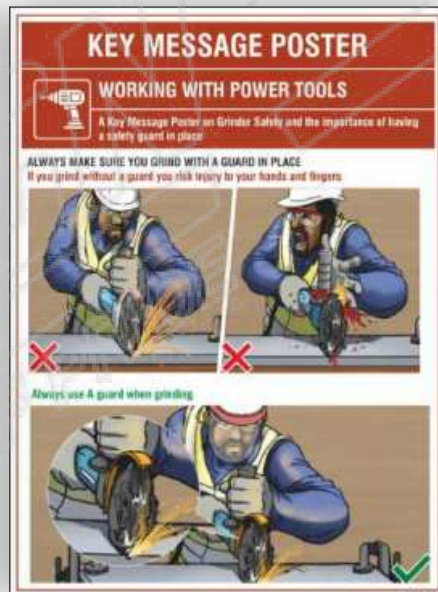 KEY MESSAGE POSTER
WORKING WITH POWER TOOLS
A Key Message Poster on Grinder Safety and the importance of having
a safety guard in place
ALWAYS MAKE SURE YOU GRIND WITH A GUARD IN PLACE
If you grind without a guard you risk injury to your hands and fingers
Always use A guard when grinding